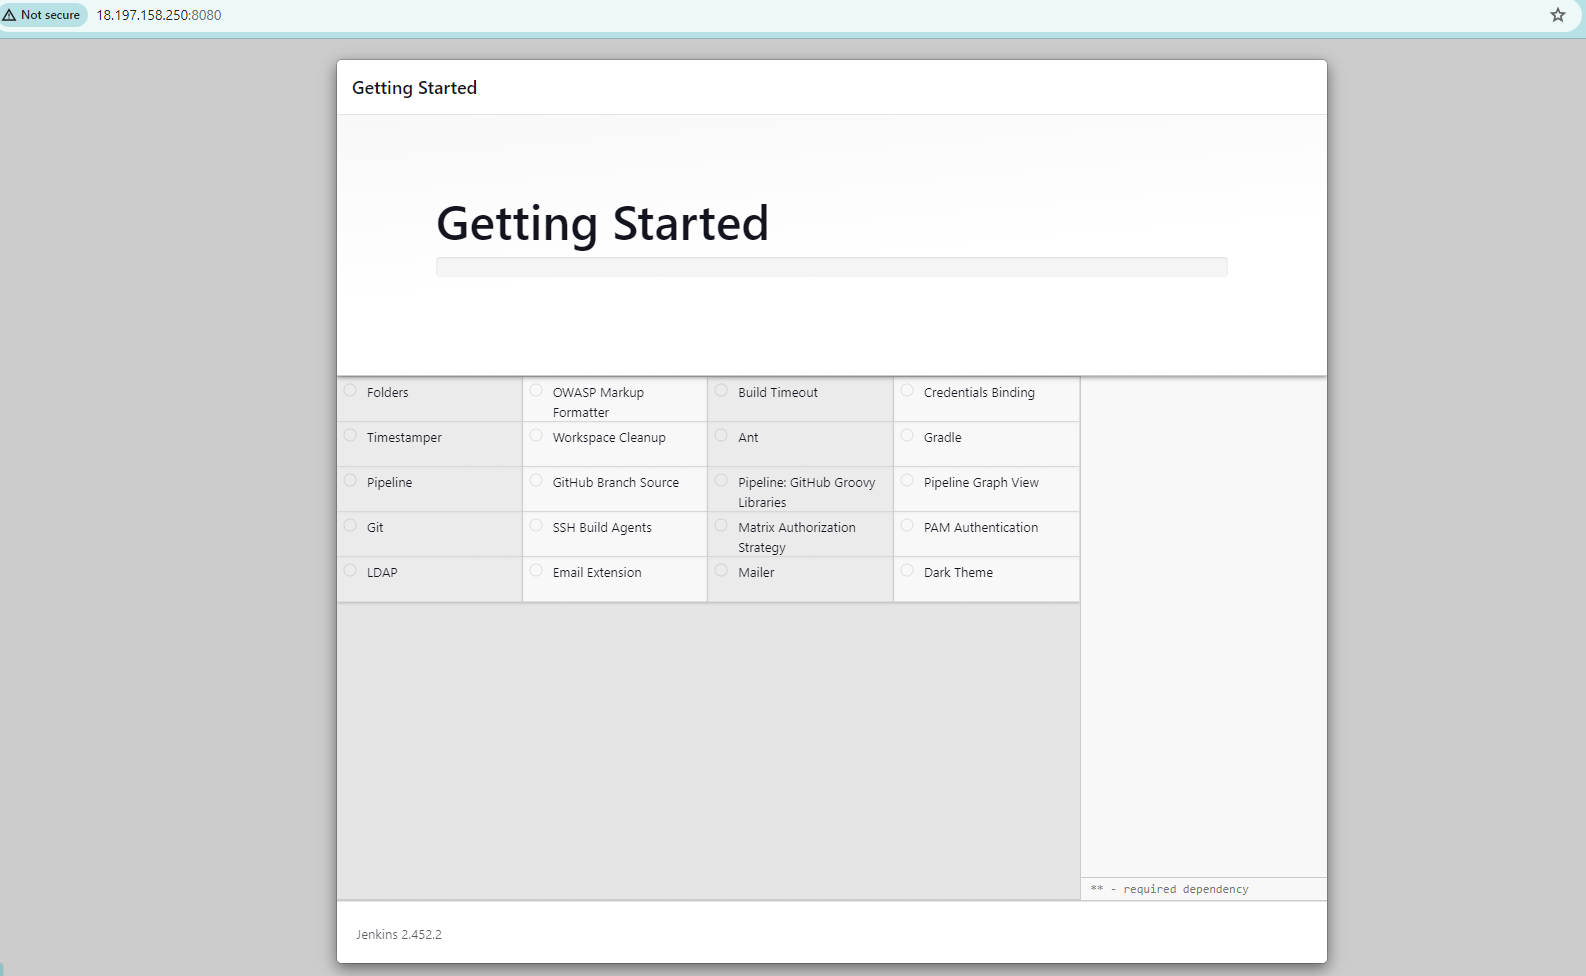 Not secure 18.197.158.250:8080
Getting Started
Getting Started
Folders
OWASP Markup
Formatter
Build Timeout
Credentials Binding
Timestamper
Workspace Cleanup
Ant
Gradle
Pipeline
GitHub Branch Source
Pipeline: GitHub Groovy
Libraries
Pipeline Graph View
Git
SSH Build Agents
Matrix Authorization
Strategy
PAM Authentication
LDAP
Email Extension
Mailer
Dark Theme
** - required dependency
Jenkins 2.452.2